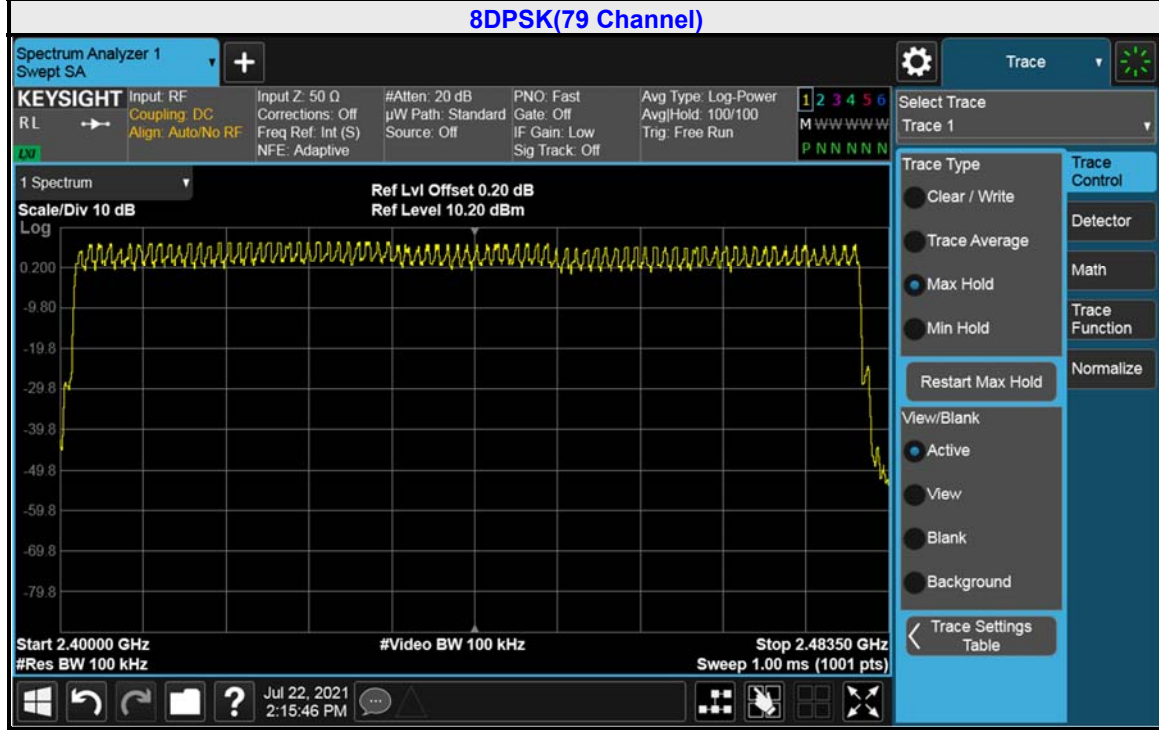 8DPSK(79 Channel)
Spectrum Analyzer 1
Swept SA
+
Trace
KEYSIGHT
RL
LXI
Input: RF
Coupling: DC
Align: Auto/No RF
Input Z: 50 Ω
Corrections: Off
Freq Ref: Int (S)
NFE: Adaptive
#Atten: 20 dB
µW Path: Standard
Source: Off
PNO: Fast
Gate: Off
IF Gain: Low
Sig Track: Off
Avg Type: Log-Power
Avg|Hold: 100/100
Trig: Free Run
1 2 3 4 5 6
M W W W W W
P N N N N N
Select Trace
Trace 1
1 Spectrum
Scale/Div 10 dB
Log
Ref Lvl Offset 0.20 dB
Ref Level 10.20 dBm
0.200
-9.80
-19.8
-29.8
-39.8
-49.8
-59.8
-69.8
-79.8
Start 2.40000 GHz
#Res BW 100 kHz
#Video BW 100 kHz
Stop 2.48350 GHz
Sweep 1.00 ms (1001 pts)
Trace Type
Clear / Write
Trace Average
Max Hold
Min Hold
Restart Max Hold
View/Blank
Active
View
Blank
Background
Trace Settings
Table
Trace
Control
Detector
Math
Trace
Function
Normalize
?
Jul 22, 2021
2:15:46 PM